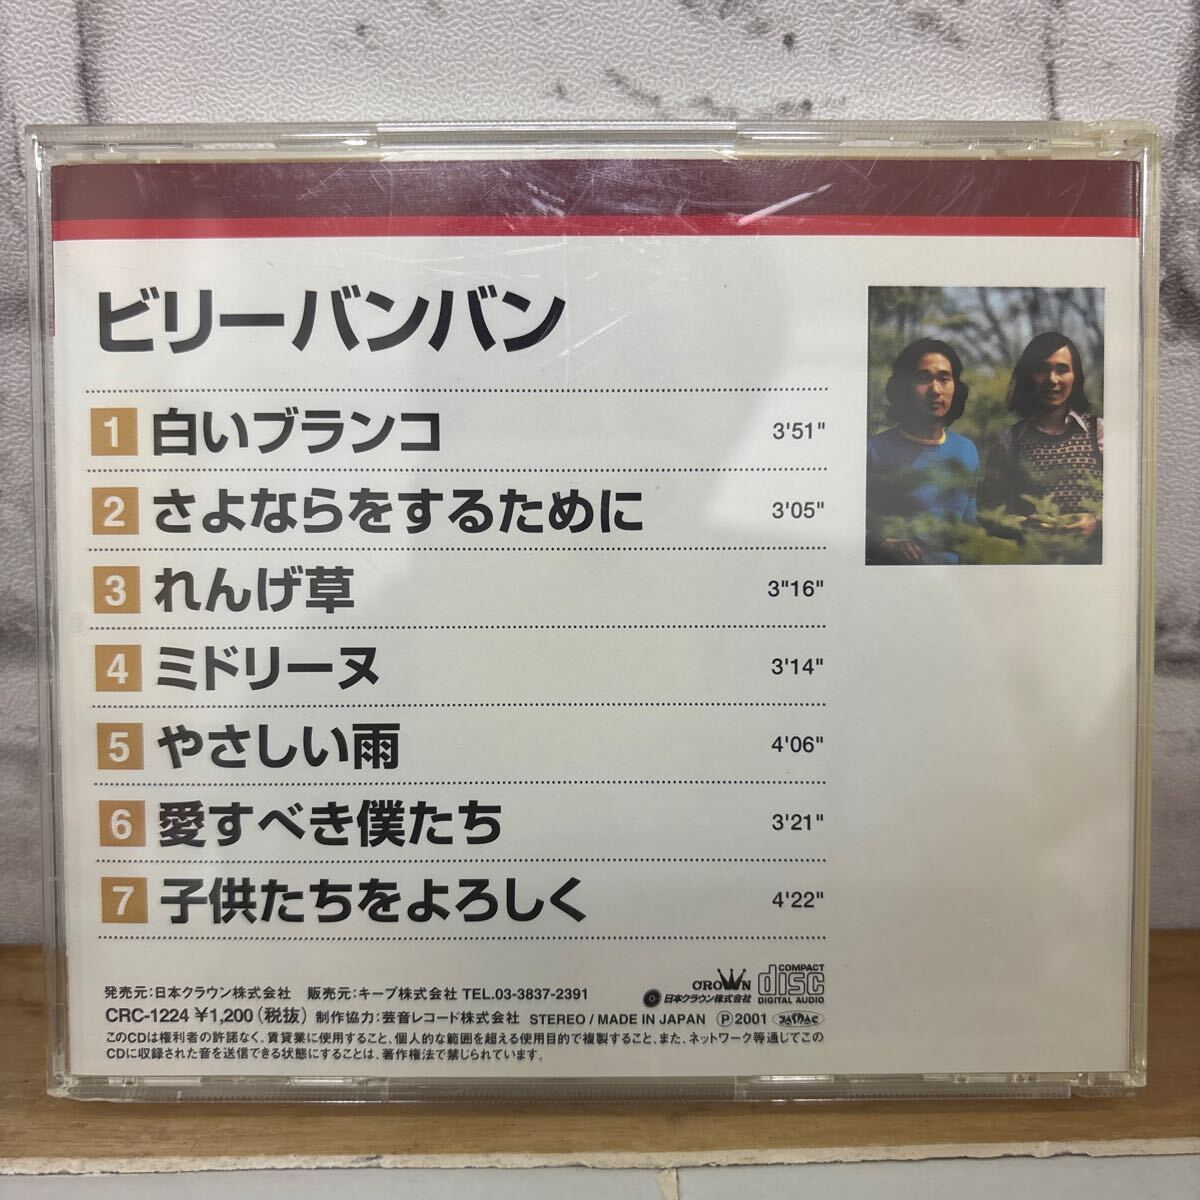 ビリーバンバン
1 白いブランコ 3'51"
2 さよならをするために 3'05"
3 れんげ草 3"16"
4 ミドリーヌ 3'14"
5 やさしい雨 4'06"
6 愛すべき僕たち 3'21"
7 子供たちをよろしく 4'22"
CROWN
日本クラウン株式会社
COMPACT
disc
DIGITAL AUDIO
発売元:日本クラウン株式会社 販売元:キープ株式会社 TEL.03-3837-2391
CRC-1224 ¥1,200(税抜) 制作協力:芸音レコード株式会社 STEREO/MADE IN JAPAN Ⓟ2001 JASRAC
このCDは権利者の許諾なく、賃貸業に使用すること、個人的な範囲を超える使用目的で複製すること、また、ネットワーク等通じてこの
CDに収録された音を送信できる状態にすることは、著作権法で禁じられています。